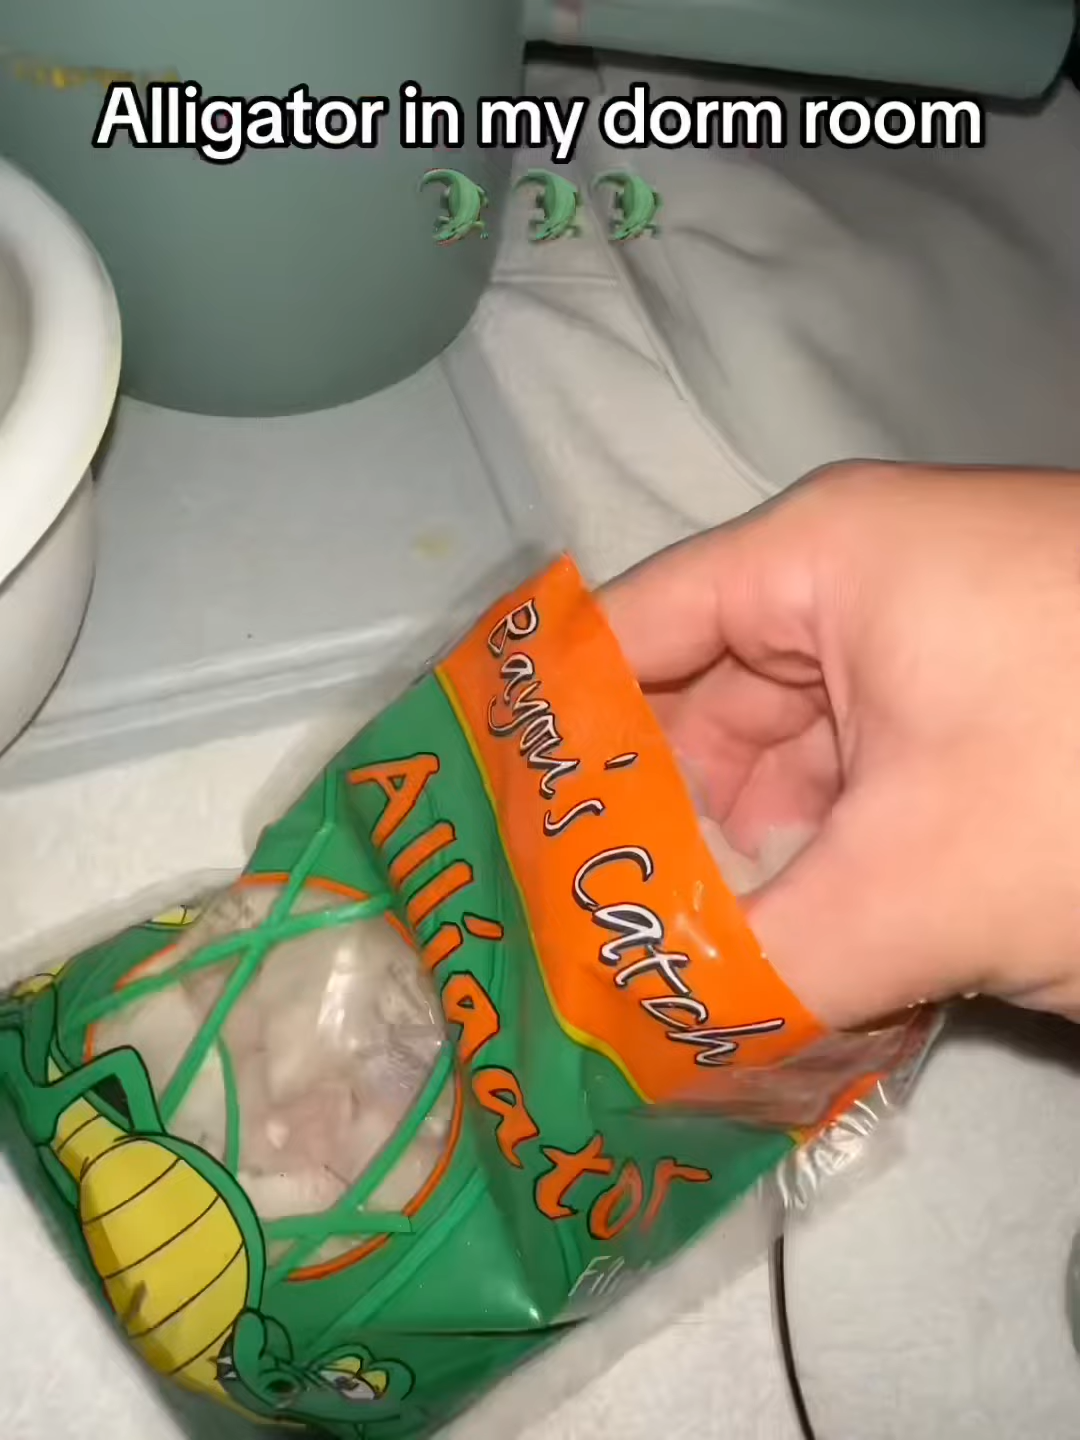 Alligator in my dorm room
🐊 🐊 🐊
Bayou's Catch
Alligator